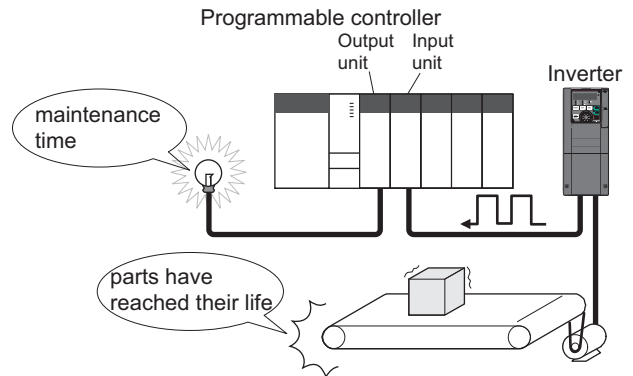 Programmable controller
Output Input
unit unit
Inverter
maintenance
time
parts have
reached their life